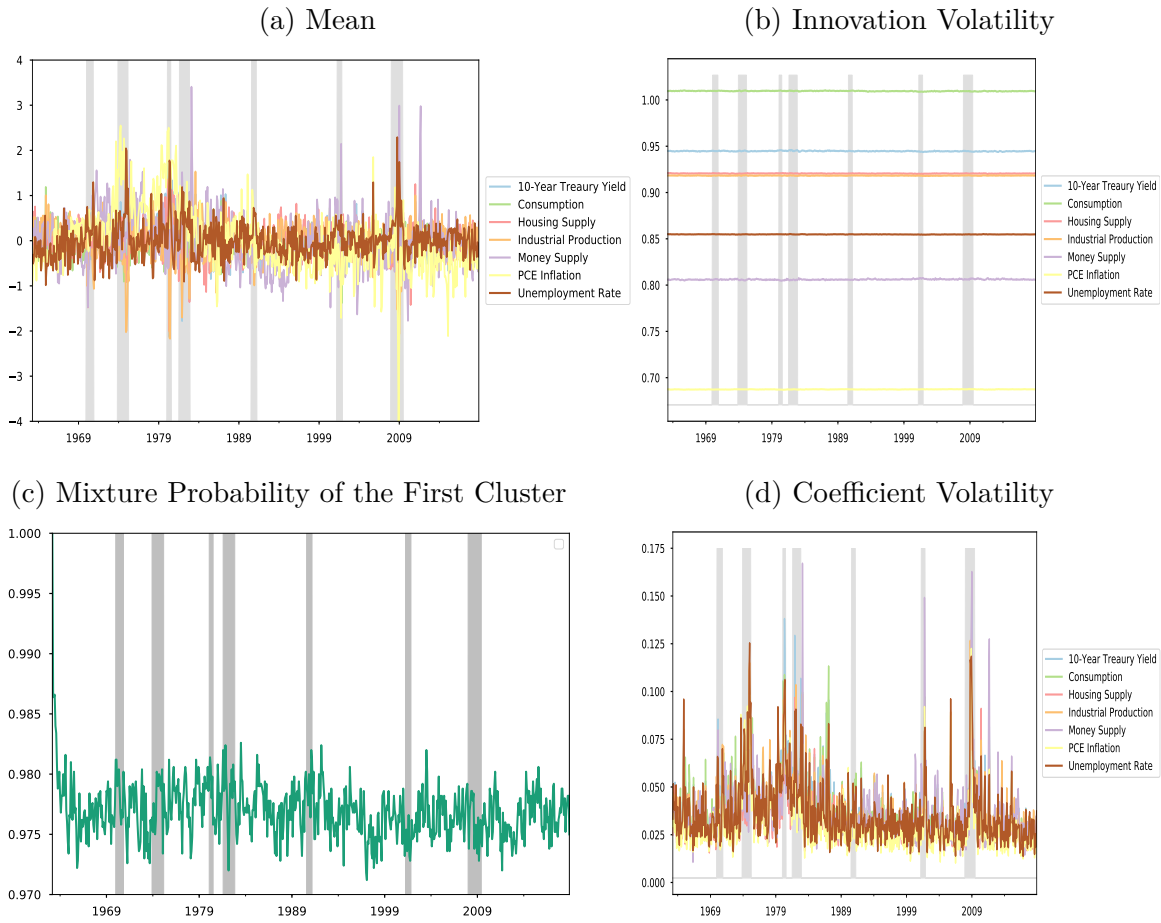 (a) Mean
4
3
2
1
0
−1
−2
−3
−4
1969
1979
1989
1999
2009
10-Year Treaury Yield
Consumption
Housing Supply
Industrial Production
Money Supply
PCE Inflation
Unemployment Rate
(b) Innovation Volatility
1.00
0.95
0.90
0.85
0.80
0.75
0.70
1969
1979
1989
1999
2009
10-Year Treaury Yield
Consumption
Housing Supply
Industrial Production
Money Supply
PCE Inflation
Unemployment Rate
(c) Mixture Probability of the First Cluster
1.000
0.995
0.990
0.985
0.980
0.975
0.970
1969
1979
1989
1999
2009
(d) Coefficient Volatility
0.175
0.150
0.125
0.100
0.075
0.050
0.025
0.000
1969
1979
1989
1999
2009
10-Year Treaury Yield
Consumption
Housing Supply
Industrial Production
Money Supply
PCE Inflation
Unemployment Rate